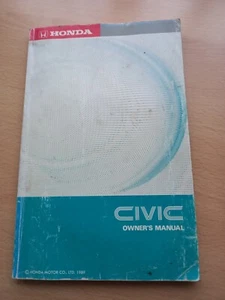 HONDA
CIVIC
OWNER'S MANUAL
© HONDA MOTOR CO., LTD.